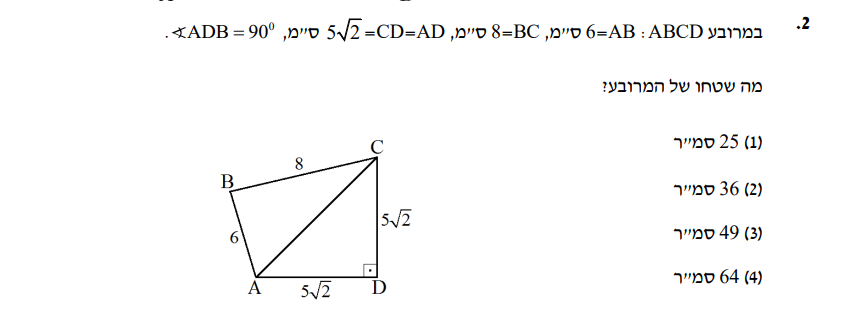 2. במרובע ABCD : AB=6 ס״מ, BC=8 ס״מ, CD=AD=5√2 ס״מ, ∢ADB = 90⁰ .
מה שטחו של המרובע?
(1) 25 סמ״ר
(2) 36 סמ״ר
(3) 49 סמ״ר
(4) 64 סמ״ר
C
8
B
5√2
6
A
5√2
D